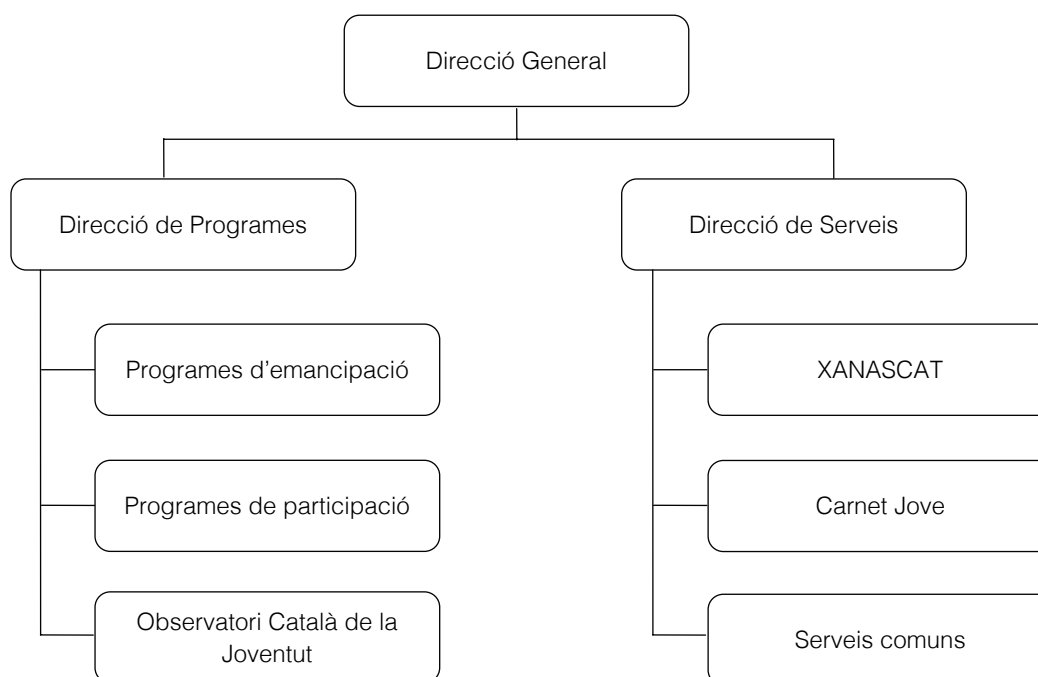 Direcció General
Direcció de Programes
Direcció de Serveis
Programes d’emancipació
XANASCAT
Programes de participació
Carnet Jove
Observatori Català de la
Joventut
Serveis comuns